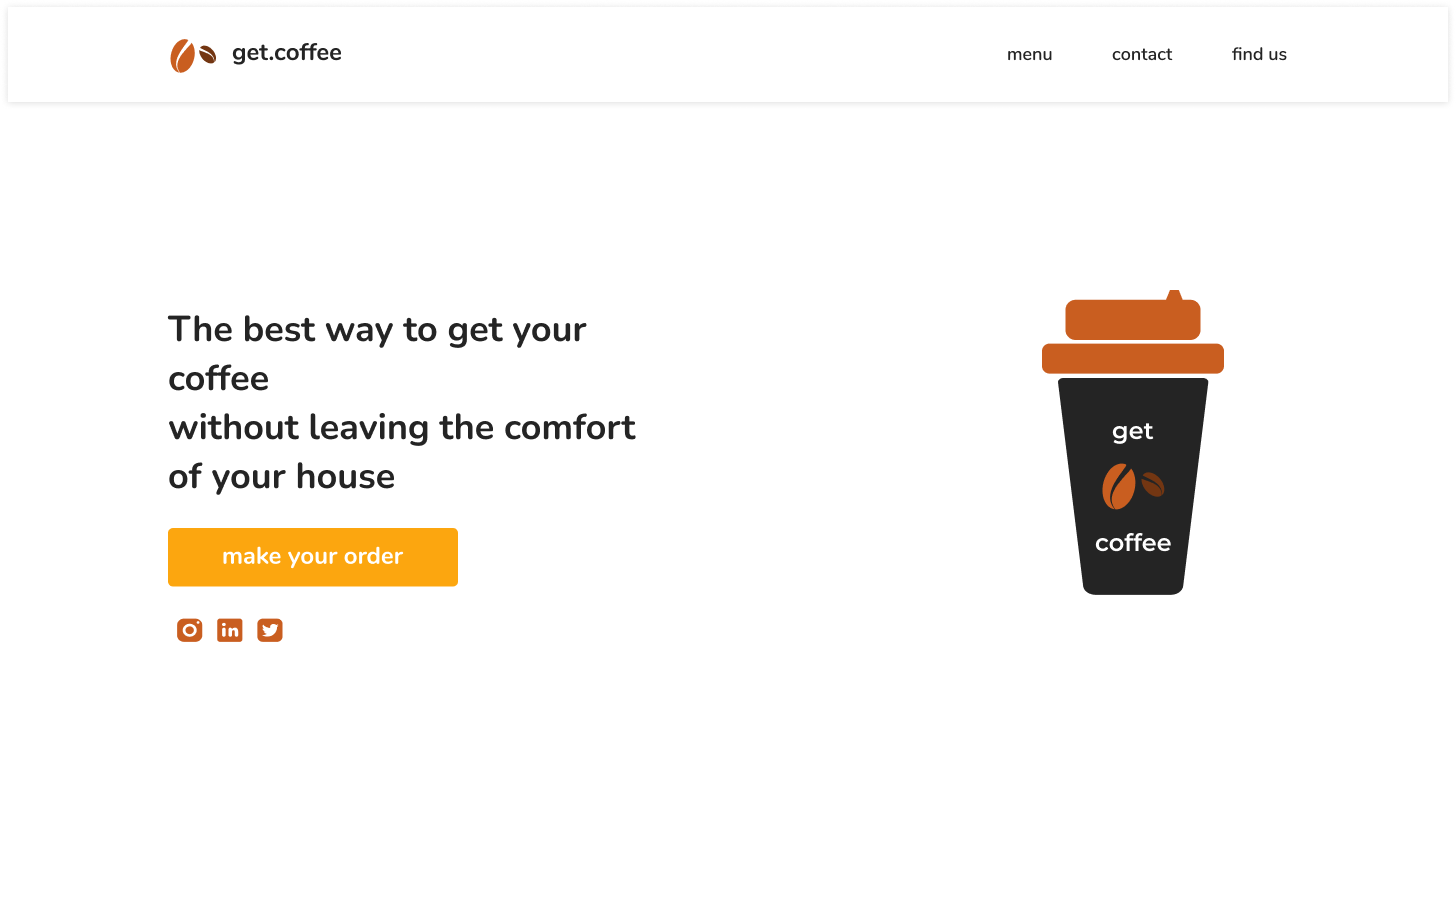 get.coffee
menu
contact
find us
The best way to get your
coffee
without leaving the comfort
of your house
make your order
in
get
coffee